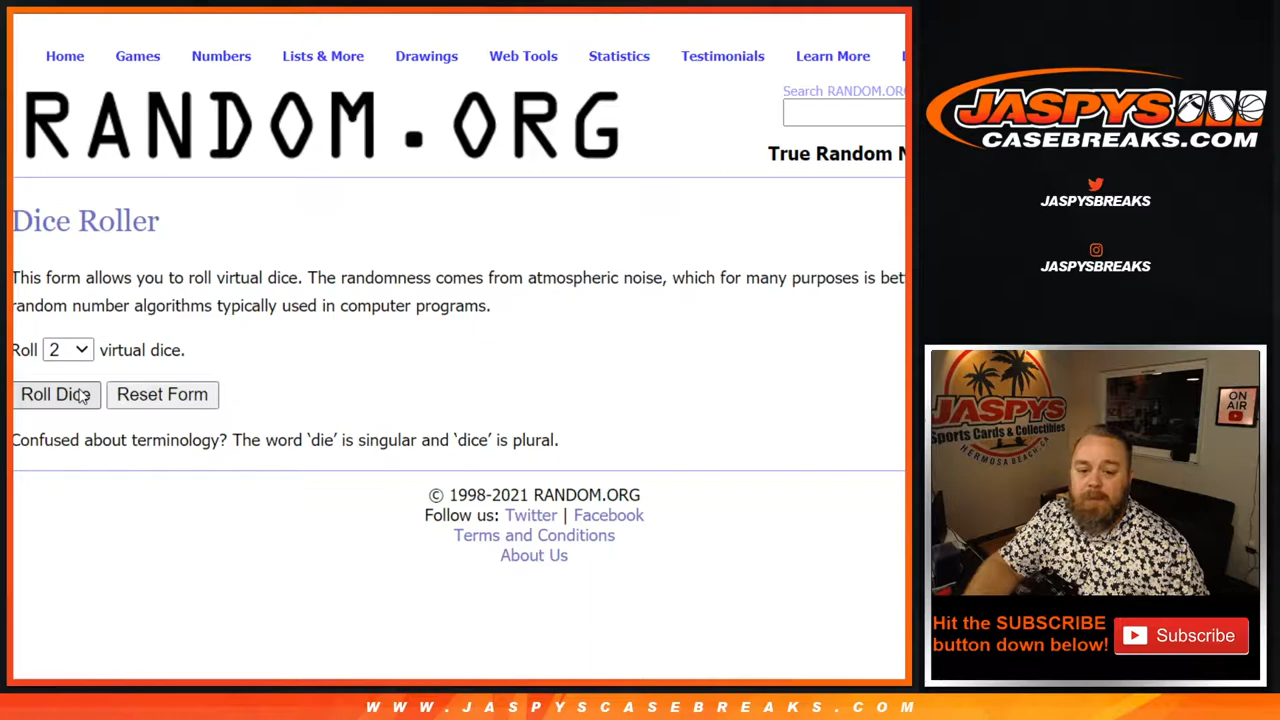 Home Games Numbers Lists & More Drawings Web Tools Statistics Testimonials Learn More
RANDOM.ORG
Search RANDOM.ORG
True Random N
Dice Roller
This form allows you to roll virtual dice. The randomness comes from atmospheric noise, which for many purposes is bet
random number algorithms typically used in computer programs.
Roll 2 virtual dice.
Roll Dice Reset Form
Confused about terminology? The word ‘die’ is singular and ‘dice’ is plural.
© 1998-2021 RANDOM.ORG
Follow us: Twitter | Facebook
Terms and Conditions
About Us
JASPYS
CASEBREAKS.COM
JASPYSBREAKS
JASPYSBREAKS
JASPYS
Sports Cards & Collectibles
HERMOSA BEACH, CA
ON
AIR
Hit the SUBSCRIBE
button down below!
Subscribe
WWW.JASPYSCASEBREAKS.COM